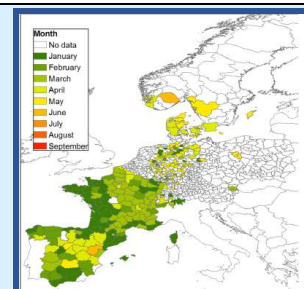 Month
No data
January
February
March
April
May
June
July
August
September